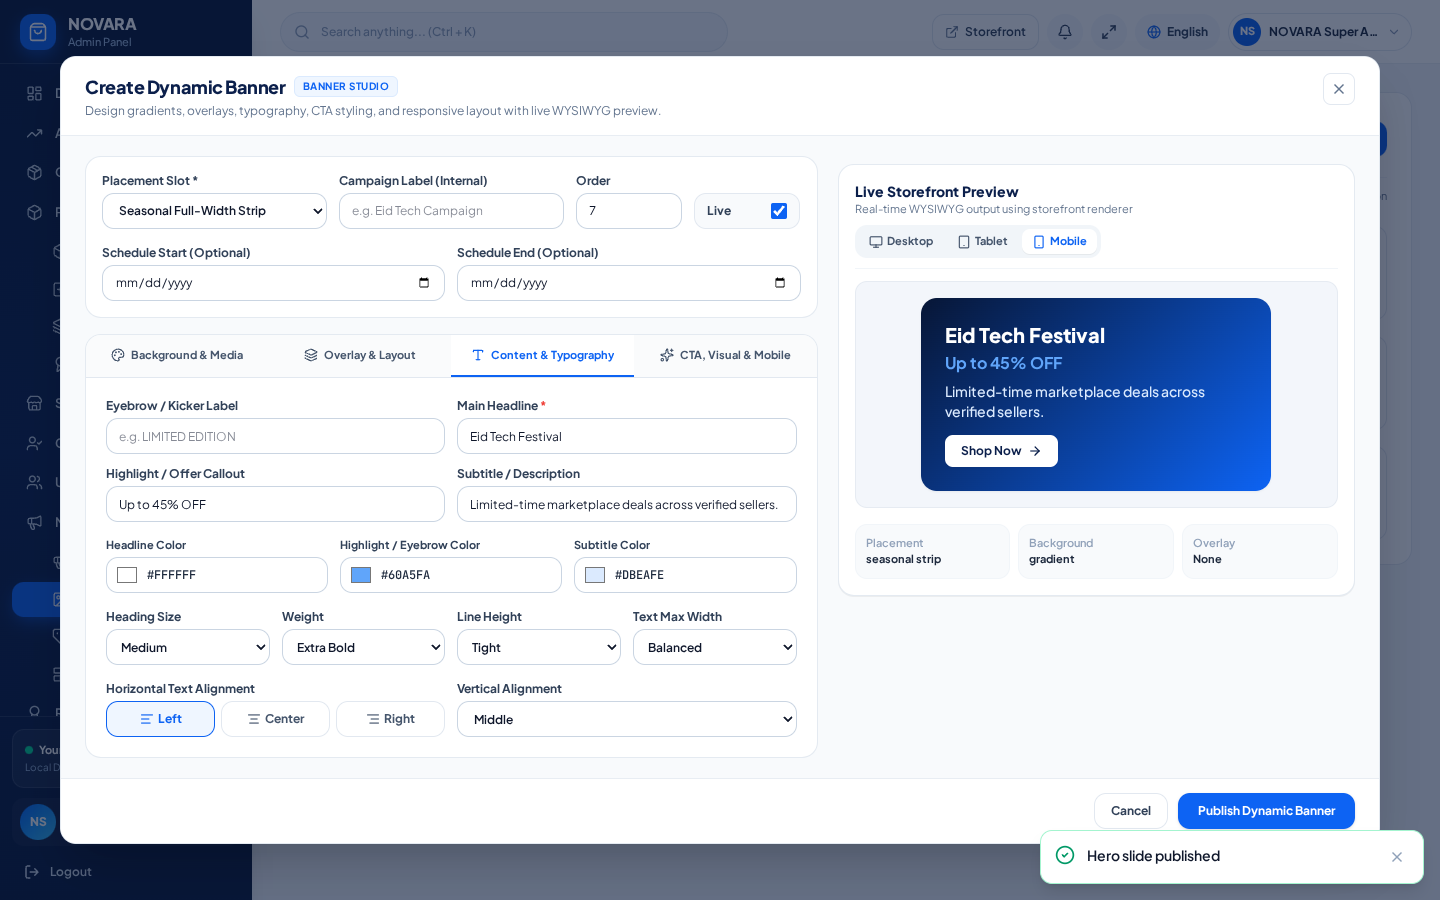 NOVARA
Admin Panel
Search anything... (Ctrl + K)
Storefront
English
NS
NOVARA Super A...
Create Dynamic Banner
BANNER STUDIO
Design gradients, overlays, typography, CTA styling, and responsive layout with live WYSIWYG preview.
Placement Slot *
Campaign Label (Internal)
Order
Seasonal Full-Width Strip
e.g. Eid Tech Campaign
7
Live
Schedule Start (Optional)
Schedule End (Optional)
mm/dd/yyyy
mm/dd/yyyy
Background & Media
Overlay & Layout
Content & Typography
CTA, Visual & Mobile
Eyebrow / Kicker Label
Main Headline *
e.g. LIMITED EDITION
Eid Tech Festival
Highlight / Offer Callout
Subtitle / Description
Up to 45% OFF
Limited-time marketplace deals across verified sellers.
Headline Color
Highlight / Eyebrow Color
Subtitle Color
#FFFFFF
#60A5FA
#DBEAFE
Heading Size
Weight
Line Height
Text Max Width
Medium
Extra Bold
Tight
Balanced
Horizontal Text Alignment
Vertical Alignment
Left
Center
Right
Middle
Live Storefront Preview
Real-time WYSIWYG output using storefront renderer
Desktop
Tablet
Mobile
Eid Tech Festival
Up to 45% OFF
Limited-time marketplace deals across
verified sellers.
Shop Now
Placement
seasonal strip
Background
gradient
Overlay
None
Cancel
Publish Dynamic Banner
Hero slide published
NS
Logout